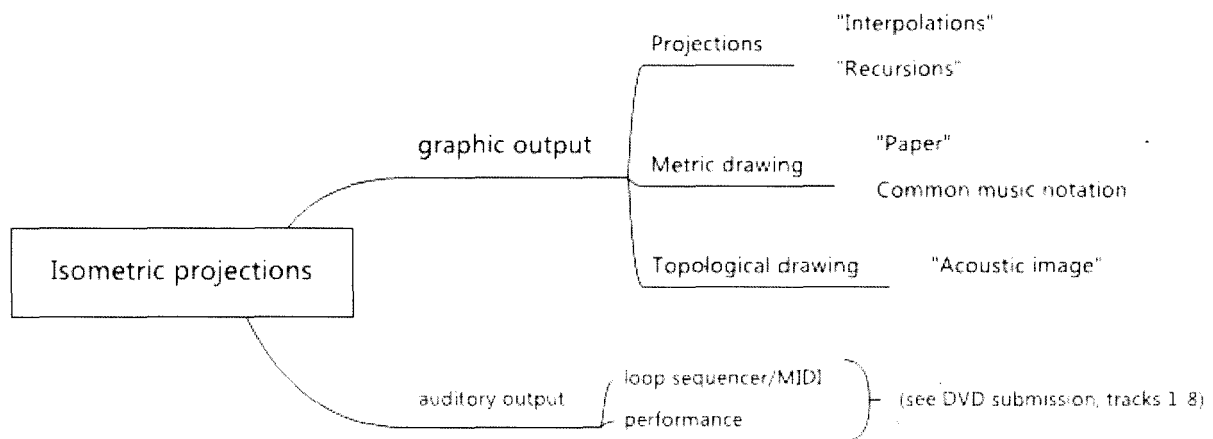 Isometric projections
graphic output
Projections
"Interpolations"
"Recursions"
Metric drawing
"Paper"
Common music notation
Topological drawing
"Acoustic image"
auditory output
loop sequencer/MIDI
performance
(see DVD submission, tracks 1-8)